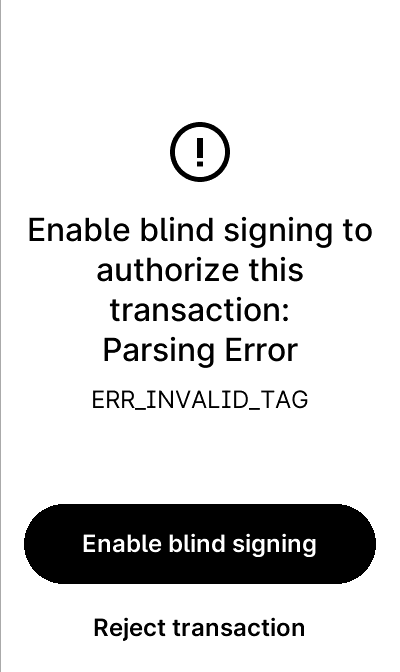 Enable blind signing to
authorize this
transaction:
Parsing Error
ERR_INVALID_TAG
Enable blind signing
Reject transaction